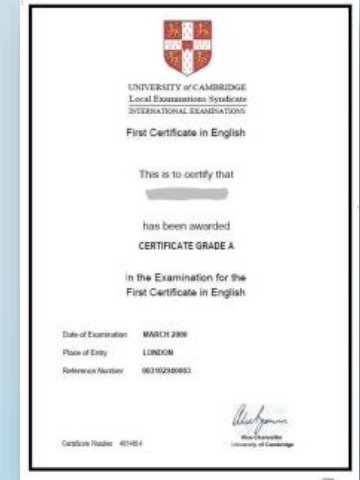 UNIVERSITY of CAMBRIDGE
Local Examinations Syndicate
INTERNATIONAL EXAMINATIONS
First Certificate in English
This is to certify that
has been awarded
CERTIFICATE GRADE A
in the Examination for the
First Certificate in English
Date of Examination MARCH 2000
Place of Entry LONDON
Reference Number
Certificate Number
Vice-Chancellor
University of Cambridge